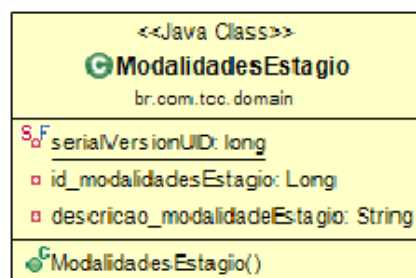 <<Java Class>>
ModalidadesEstagio
br.com.tcc.domain
serialVersionUID: long
id_modalidadesEstagio: Long
descricao_modalidadeEstagio: String
ModalidadesEstagio()